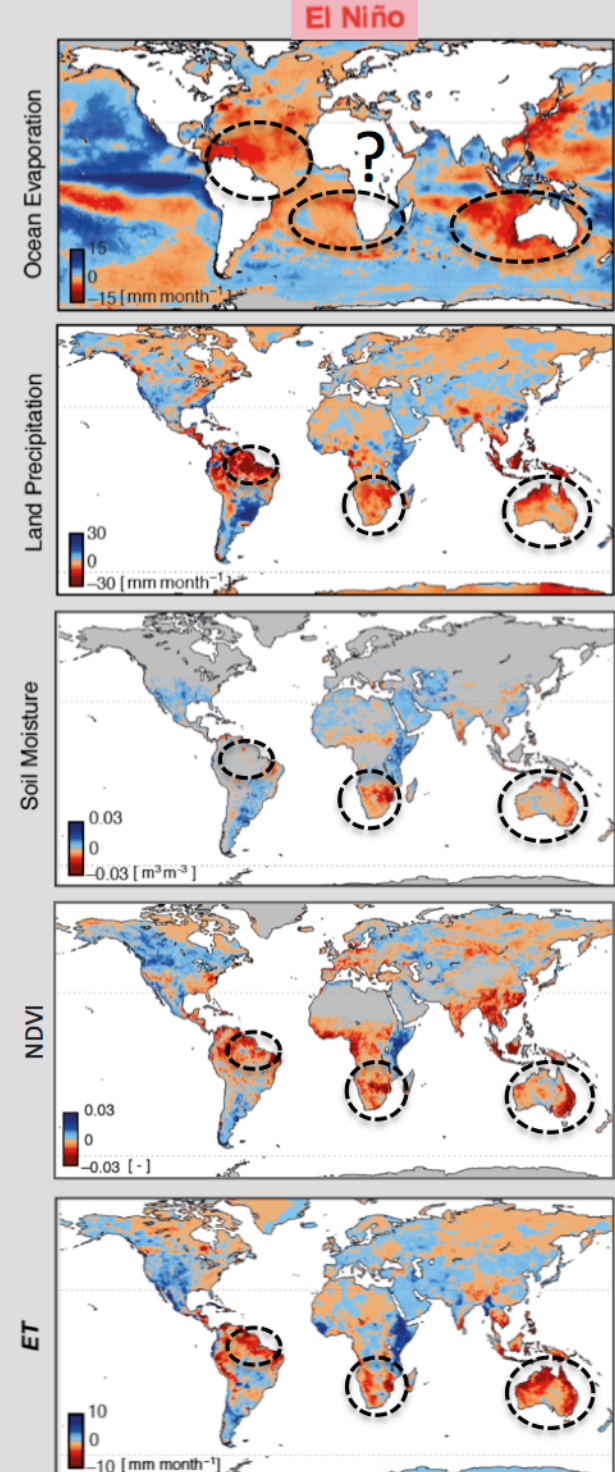 El Niño
Ocean Evaporation
?
15
0
–15 [ mm month⁻¹]
Land Precipitation
30
0
–30 [ mm month⁻¹]
Soil Moisture
0.03
0
–0.03 [ m³m⁻³ ]
NDVI
0.03
0
–0.03 [ - ]
ET
10
0
–10 [mm month⁻¹]